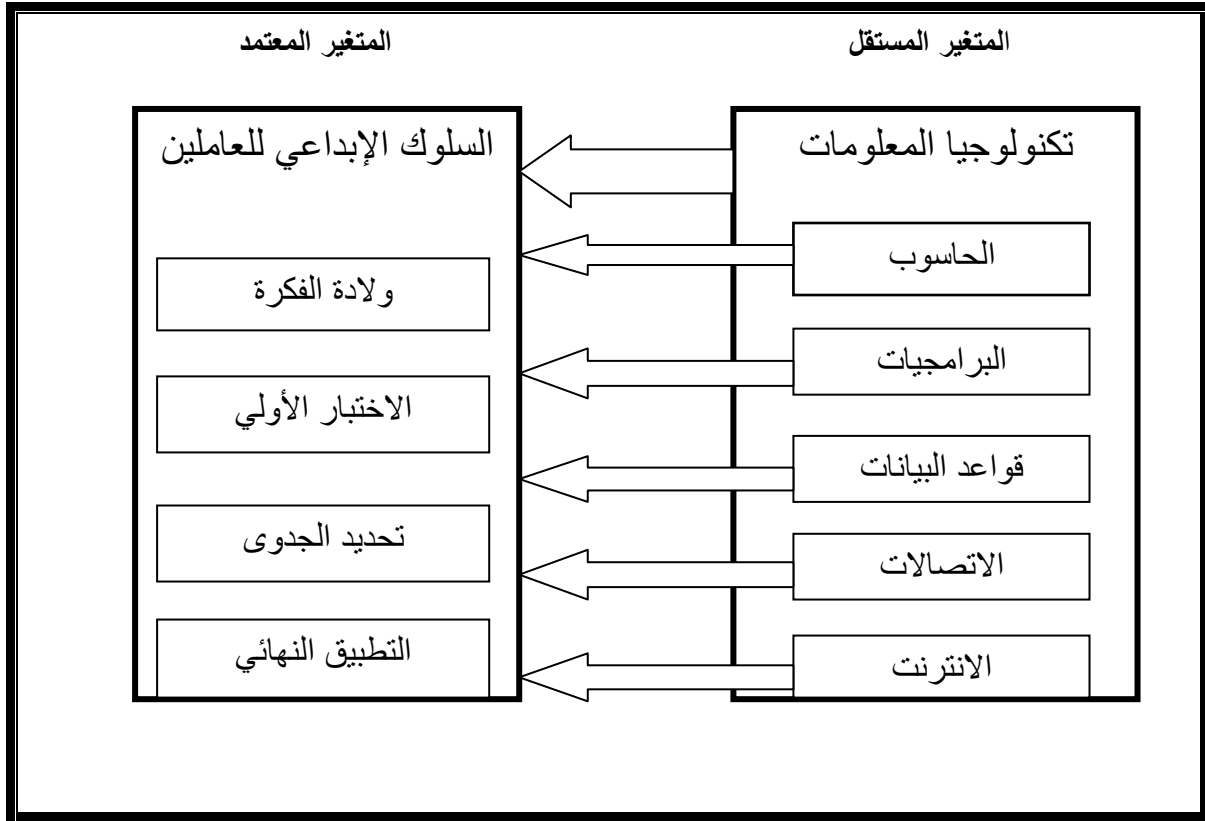 المتغير المستقل
المتغير المعتمد
تكنولوجيا المعلومات
الحاسوب
البرامجيات
قواعد البيانات
الاتصالات
الانترنت
السلوك الإبداعي للعاملين
ولادة الفكرة
الاختبار الأولي
تحديد الجدوى
التطبيق النهائي